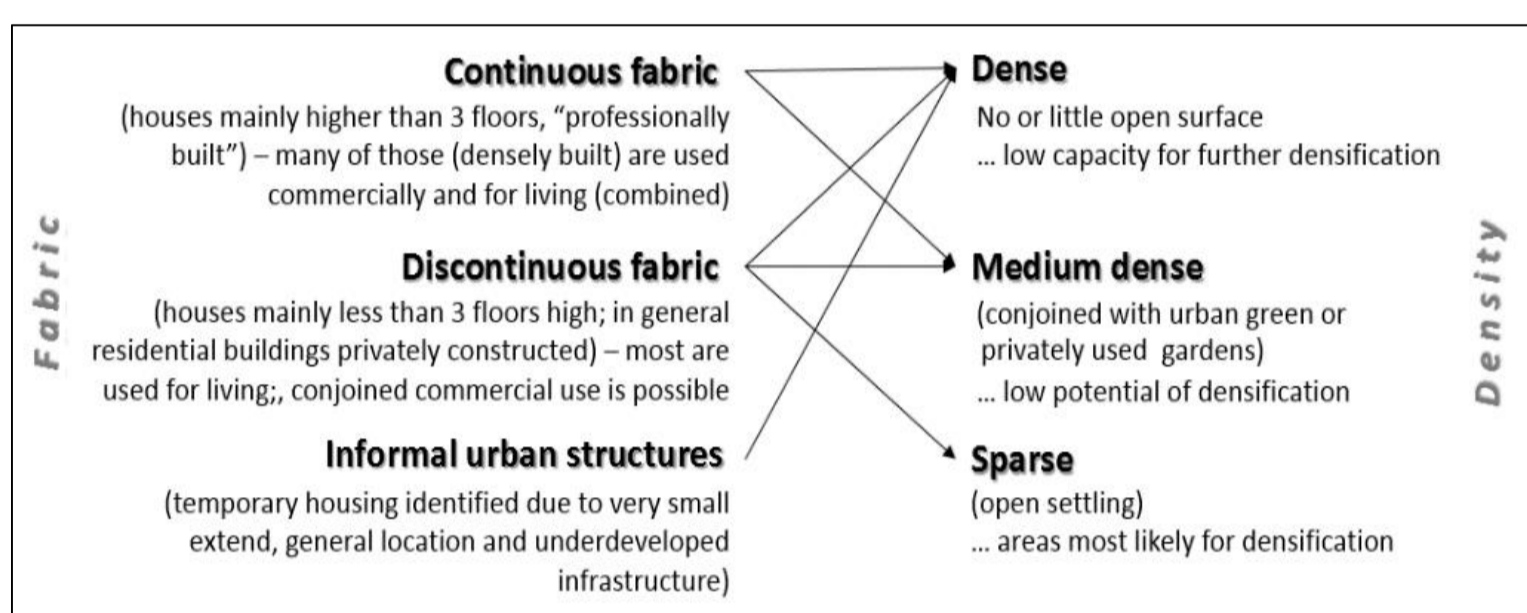 Fabric
Continuous fabric
(houses mainly higher than 3 floors, “professionally
built”) – many of those (densely built) are used
commercially and for living (combined)
Discontinuous fabric
(houses mainly less than 3 floors high; in general
residential buildings privately constructed) – most are
used for living;, conjoined commercial use is possible
Informal urban structures
(temporary housing identified due to very small
extend, general location and underdeveloped
infrastructure)
Dense
No or little open surface
... low capacity for further densification
Medium dense
(conjoined with urban green or
privately used gardens)
... low potential of densification
Sparse
(open settling)
... areas most likely for densification
Density